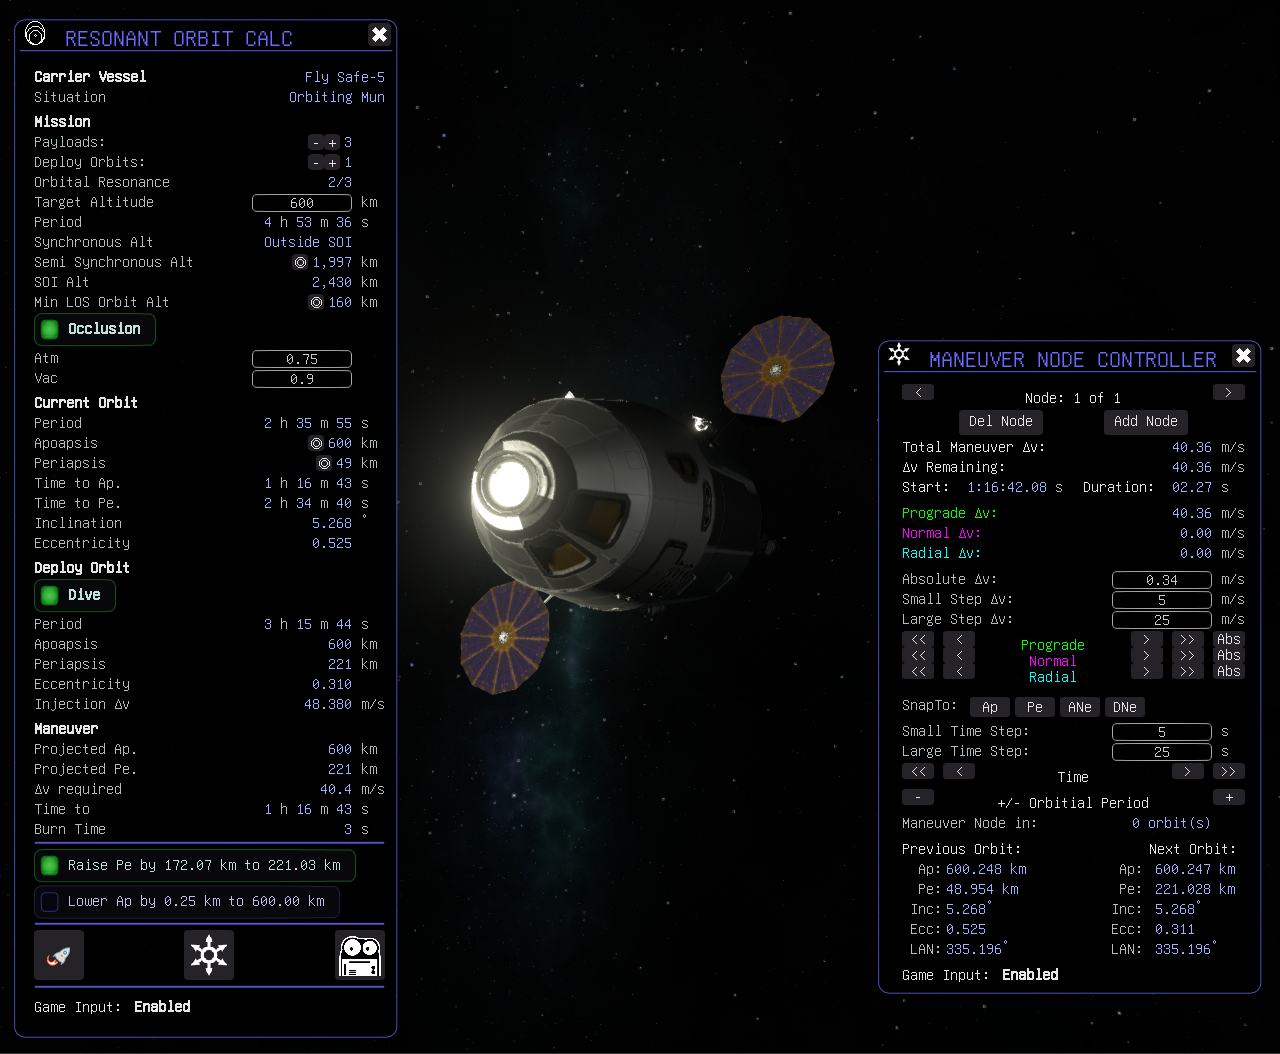 RESONANT ORBIT CALC
Carrier Vessel Fly Safe-5
Situation Orbiting Mun
Mission
Payloads: - + 3
Deploy Orbits: - + 1
Orbital Resonance 2/3
Target Altitude 600 km
Period 4 h 53 m 36 s
Synchronous Alt Outside SOI
Semi Synchronous Alt 1,997 km
SOI Alt 2,430 km
Min LOS Orbit Alt 160 km
Occlusion
Atm 0.75
Vac 0.9
Current Orbit
Period 2 h 35 m 55 s
Apoapsis 600 km
Periapsis 49 km
Time to Ap. 1 h 16 m 43 s
Time to Pe. 2 h 34 m 40 s
Inclination 5.268 °
Eccentricity 0.525
Deploy Orbit
Dive
Period 3 h 15 m 44 s
Apoapsis 600 km
Periapsis 221 km
Eccentricity 0.310
Injection Δv 48.380 m/s
Maneuver
Projected Ap. 600 km
Projected Pe. 221 km
Δv required 40.4 m/s
Time to 1 h 16 m 43 s
Burn Time 3 s
Raise Pe by 172.07 km to 221.03 km
Lower Ap by 0.25 km to 600.00 km
Game Input: Enabled
MANEUVER NODE CONTROLLER
< Node: 1 of 1 >
Del Node Add Node
Total Maneuver Δv: 40.36 m/s
Δv Remaining: 40.36 m/s
Start: 1:16:42.08 s Duration: 02.27 s
Prograde Δv: 40.36 m/s
Normal Δv: 0.00 m/s
Radial Δv: 0.00 m/s
Absolute Δv: 0.34 m/s
Small Step Δv: 5 m/s
Large Step Δv: 25 m/s
<< < Prograde > >> Abs
<< < Normal > >> Abs
<< < Radial > >> Abs
SnapTo: Ap Pe ANe DNe
Small Time Step: 5 s
Large Time Step: 25 s
<< < Time > >>
- +/- Orbitial Period +
Maneuver Node in: 0 orbit(s)
Previous Orbit: Next Orbit:
Ap: 600.248 km Ap: 600.247 km
Pe: 48.954 km Pe: 221.028 km
Inc: 5.268° Inc: 5.268°
Ecc: 0.525 Ecc: 0.311
LAN: 335.196° LAN: 335.196°
Game Input: Enabled